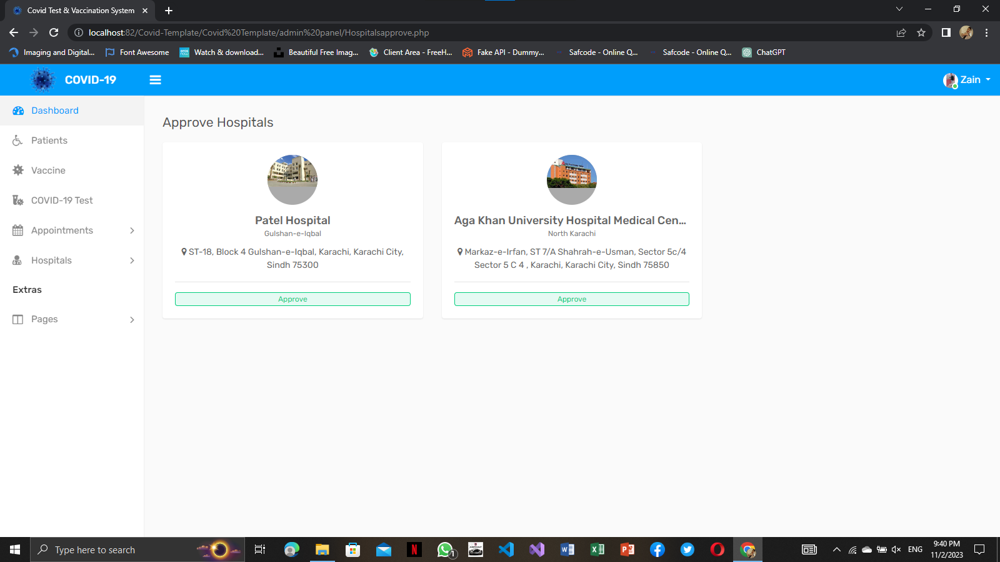 Covid Test & Vaccination System
localhost:82/Covid-Template/Covid%20Template/admin%20panel/Hospitalsapprove.php
Imaging and Digital...
Font Awesome
Watch & download...
Beautiful Free Imag...
Client Area - FreeH...
Fake API - Dummy...
Safcode - Online Q...
Safcode - Online Q...
ChatGPT
COVID-19
Zain
Dashboard
Patients
Vaccine
COVID-19 Test
Appointments
Hospitals
Extras
Pages
Approve Hospitals
Patel Hospital
Gulshan-e-Iqbal
ST-18, Block 4 Gulshan-e-Iqbal, Karachi, Karachi City,
Sindh 75300
Approve
Aga Khan University Hospital Medical Cen...
North Karachi
Markaz-e-Irfan, ST 7/A Shahrah-e-Usman, Sector 5c/4
Sector 5 C 4 , Karachi, Karachi City, Sindh 75850
Approve
Type here to search
1
ENG
9:40 PM
11/2/2023